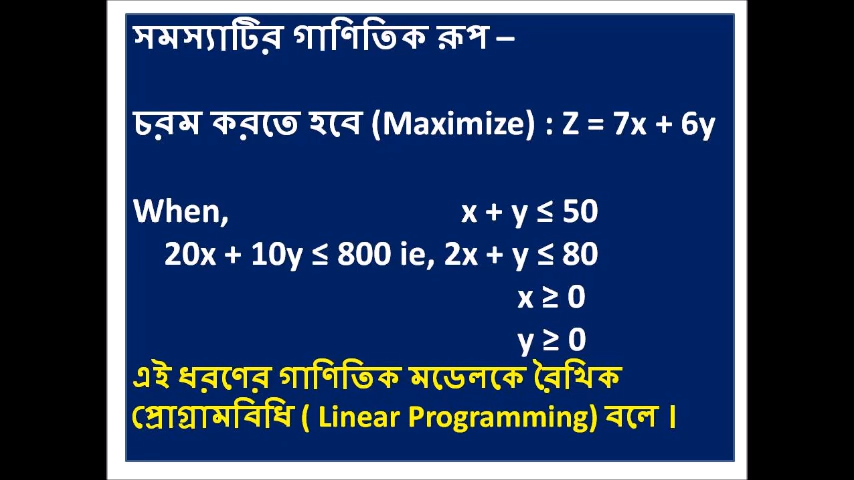 সমস্যাটির গাণিতিক রূপ –
চরম করতে হবে (Maximize) : Z = 7x + 6y
When, x + y ≤ 50
20x + 10y ≤ 800 ie, 2x + y ≤ 80
x ≥ 0
y ≥ 0
এই ধরণের গাণিতিক মডেলকে রৈখিক
প্রোগ্রামবিধি ( Linear Programming) বলে ।